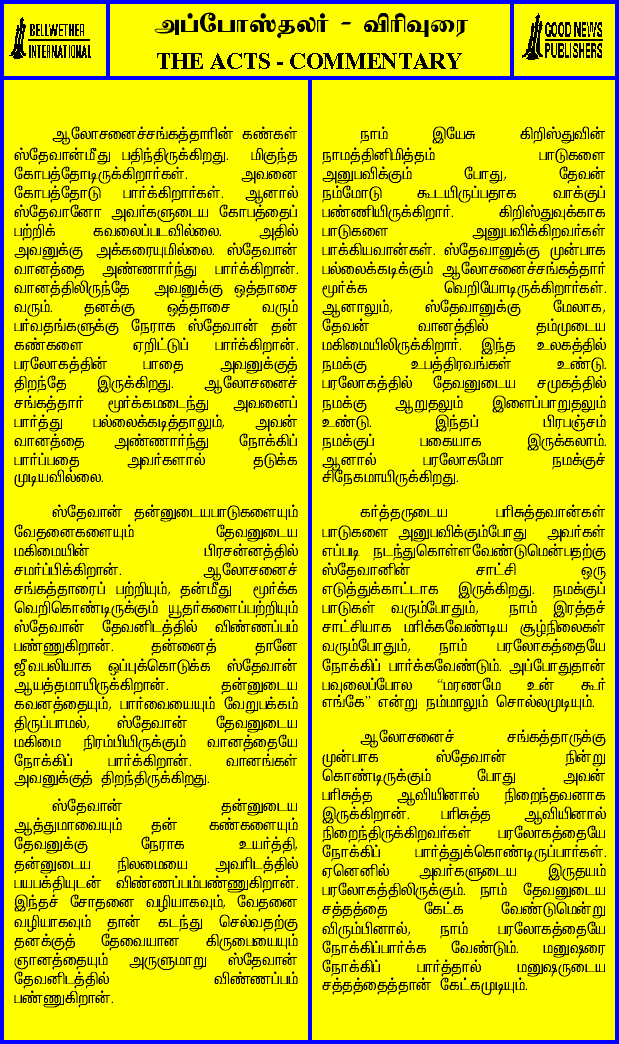 BELLWETHER
INTERNATIONAL
அப்போஸ்தலர் - விரிவுரை
THE ACTS - COMMENTARY
GOOD NEWS
PUBLISHERS
ஆலோசனைச்சங்கத்தாரின் கண்கள்
ஸ்தேவான்மீது பதிந்திருக்கிறது. மிகுந்த
கோபத்தோடிருக்கிறார்கள். அவனை
கோபத்தோடு பார்க்கிறார்கள். ஆனால்
ஸ்தேவானோ அவர்களுடைய கோபத்தைப்
பற்றிக் கவலைப்படவில்லை. அதில்
அவனுக்கு அக்கரையுமில்லை. ஸ்தேவான்
வானத்தை அண்ணார்ந்து பார்க்கிறான்.
வானத்திலிருந்தே அவனுக்கு ஒத்தாசை
வரும். தனக்கு ஒத்தாசை வரும்
பர்வதங்களுக்கு நேராக ஸ்தேவான் தன்
கண்களை ஏறிட்டுப் பார்க்கிறான்.
பரலோகத்தின் பாதை அவனுக்குத்
திறந்தே இருக்கிறது. ஆலோசனைச்
சங்கத்தார் மூர்க்கமடைந்து அவனைப்
பார்த்து பல்லைக்கடித்தாலும், அவன்
வானத்தை அண்ணார்ந்து நோக்கிப்
பார்ப்பதை அவர்களால் தடுக்க
முடியவில்லை.
ஸ்தேவான் தன்னுடையபாடுகளையும்
வேதனைகளையும் தேவனுடைய
மகிமையின் பிரசன்னத்தில்
சமர்ப்பிக்கிறான். ஆலோசனைச்
சங்கத்தாரைப் பற்றியும், தன்மீது மூர்க்க
வெறிகொண்டிருக்கும் யூதர்களைப்பற்றியும்
ஸ்தேவான் தேவனிடத்தில் விண்ணப்பம்
பண்ணுகிறான். தன்னைத் தானே
ஜீவபலியாக ஒப்புக்கொடுக்க ஸ்தேவான்
ஆயத்தமாயிருக்கிறான். தன்னுடைய
கவனத்தையும், பார்வையையும் வேறுபக்கம்
திருப்பாமல், ஸ்தேவான் தேவனுடைய
மகிமை நிரம்பியிருக்கும் வானத்தையே
நோக்கிப் பார்க்கிறான். வானங்கள்
அவனுக்குத் திறந்திருக்கிறது.
ஸ்தேவான் தன்னுடைய
ஆத்துமாவையும் தன் கண்களையும்
தேவனுக்கு நேராக உயர்த்தி,
தன்னுடைய நிலமையை அவரிடத்தில்
பயபக்தியுடன் விண்ணப்பம்பண்ணுகிறான்.
இந்தச் சோதனை வழியாகவும், வேதனை
வழியாகவும் தான் கடந்து செல்வதற்கு
தனக்குத் தேவையான கிருபையையும்
ஞானத்தையும் அருளுமாறு ஸ்தேவான்
தேவனிடத்தில் விண்ணப்பம்
பண்ணுகிறான்.
நாம் இயேசு கிறிஸ்துவின்
நாமத்தினிமித்தம் பாடுகளை
அனுபவிக்கும் போது, தேவன்
நம்மோடு கூடயிருப்பதாக வாக்குப்
பண்ணியிருக்கிறார். கிறிஸ்துவுக்காக
பாடுகளை அனுபவிக்கிறவர்கள்
பாக்கியவான்கள். ஸ்தேவானுக்கு முன்பாக
பல்லைக்கடிக்கும் ஆலோசனைச்சங்கத்தார்
மூர்க்க வெறியோடிருக்கிறார்கள்.
ஆனாலும், ஸ்தேவானுக்கு மேலாக,
தேவன் வானத்தில் தம்முடைய
மகிமையிலிருக்கிறார். இந்த உலகத்தில்
நமக்கு உபத்திரவங்கள் உண்டு.
பரலோகத்தில் தேவனுடைய சமுகத்தில்
நமக்கு ஆறுதலும் இளைப்பாறுதலும்
உண்டு. இந்தப் பிரபஞ்சம்
நமக்குப் பகையாக இருக்கலாம்.
ஆனால் பரலோகமோ நமக்குச்
சிநேகமாயிருக்கிறது.
கர்த்தருடைய பரிசுத்தவான்கள்
பாடுகளை அனுபவிக்கும்போது அவர்கள்
எப்படி நடந்துகொள்ளவேண்டுமென்பதற்கு
ஸ்தேவானின் சாட்சி ஒரு
எடுத்துக்காட்டாக இருக்கிறது. நமக்குப்
பாடுகள் வரும்போதும், நாம் இரத்தச்
சாட்சியாக மரிக்கவேண்டிய சூழ்நிலைகள்
வரும்போதும், நாம் பரலோகத்தையே
நோக்கிப் பார்க்கவேண்டும். அப்போதுதான்
பவுலைப்போல “மரணமே உன் கூர்
எங்கே” என்று நம்மாலும் சொல்லமுடியும்.
ஆலோசனைச் சங்கத்தாருக்கு
முன்பாக ஸ்தேவான் நின்று
கொண்டிருக்கும் போது அவன்
பரிசுத்த ஆவியினால் நிறைந்தவனாக
இருக்கிறான். பரிசுத்த ஆவியினால்
நிறைந்திருக்கிறவர்கள் பரலோகத்தையே
நோக்கிப் பார்த்துக்கொண்டிருப்பார்கள்.
ஏனெனில் அவர்களுடைய இருதயம்
பரலோகத்திலிருக்கும். நாம் தேவனுடைய
சத்தத்தை கேட்க வேண்டுமென்று
விரும்பினால், நாம் பரலோகத்தையே
நோக்கிப்பார்க்க வேண்டும். மனுஷரை
நோக்கிப் பார்த்தால் மனுஷருடைய
சத்தத்தைத்தான் கேட்கமுடியும்.